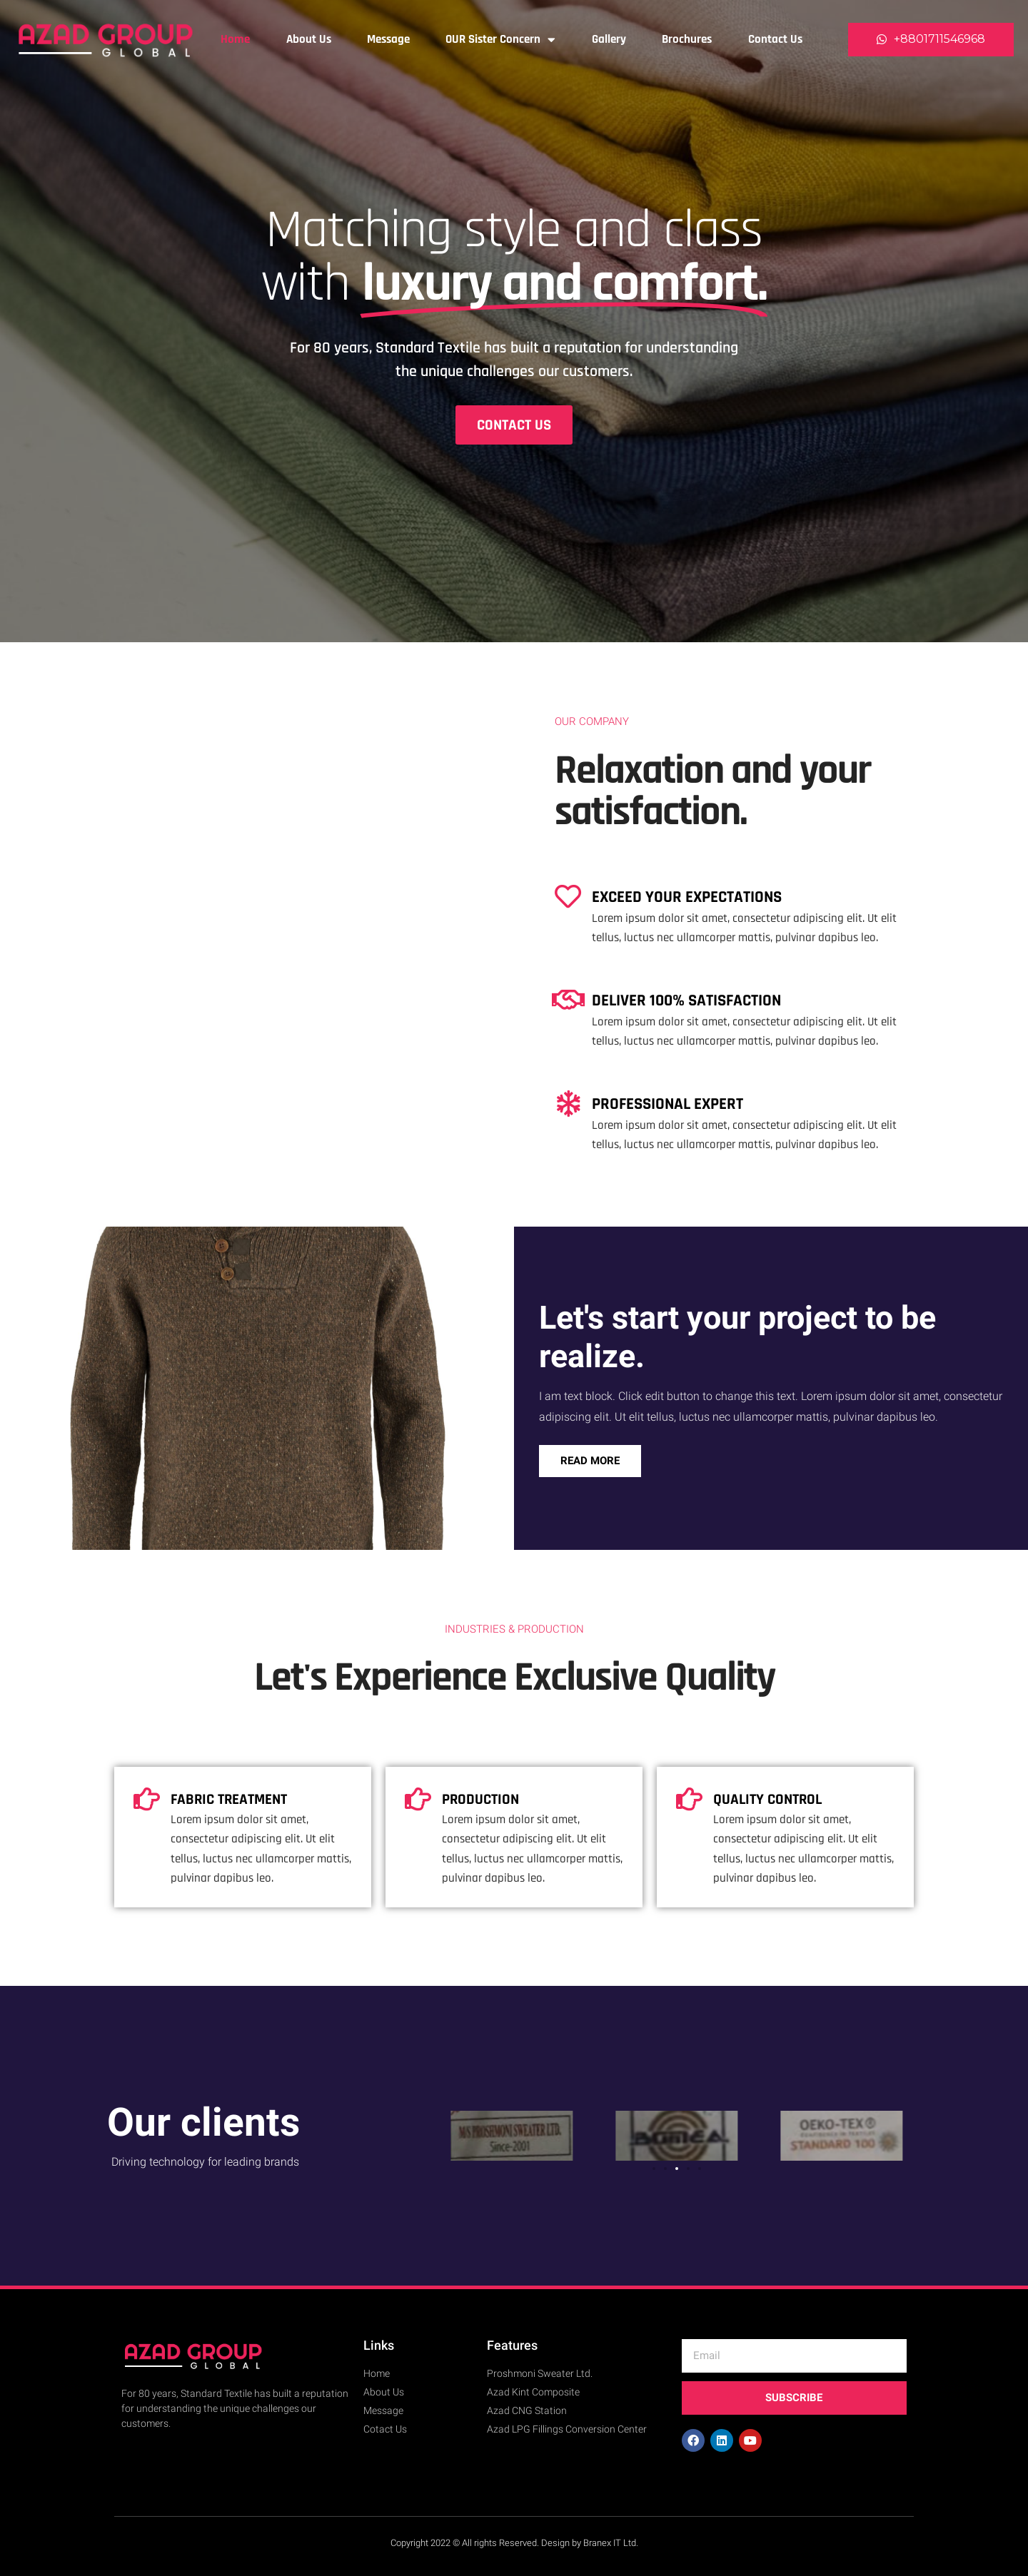 AZAD GROUP
GLOBAL
Home
About Us
Message
OUR Sister Concern
Gallery
Brochures
Contact Us
+8801711546968
Matching style and class
with luxury and comfort.
For 80 years, Standard Textile has built a reputation for understanding
the unique challenges our customers.
CONTACT US
OUR COMPANY
Relaxation and your
satisfaction.
EXCEED YOUR EXPECTATIONS
Lorem ipsum dolor sit amet, consectetur adipiscing elit. Ut elit
tellus, luctus nec ullamcorper mattis, pulvinar dapibus leo.
DELIVER 100% SATISFACTION
Lorem ipsum dolor sit amet, consectetur adipiscing elit. Ut elit
tellus, luctus nec ullamcorper mattis, pulvinar dapibus leo.
PROFESSIONAL EXPERT
Lorem ipsum dolor sit amet, consectetur adipiscing elit. Ut elit
tellus, luctus nec ullamcorper mattis, pulvinar dapibus leo.
Let's start your project to be
realize.
I am text block. Click edit button to change this text. Lorem ipsum dolor sit amet, consectetur
adipiscing elit. Ut elit tellus, luctus nec ullamcorper mattis, pulvinar dapibus leo.
READ MORE
INDUSTRIES & PRODUCTION
Let's Experience Exclusive Quality
FABRIC TREATMENT
Lorem ipsum dolor sit amet,
consectetur adipiscing elit. Ut elit
tellus, luctus nec ullamcorper mattis,
pulvinar dapibus leo.
PRODUCTION
Lorem ipsum dolor sit amet,
consectetur adipiscing elit. Ut elit
tellus, luctus nec ullamcorper mattis,
pulvinar dapibus leo.
QUALITY CONTROL
Lorem ipsum dolor sit amet,
consectetur adipiscing elit. Ut elit
tellus, luctus nec ullamcorper mattis,
pulvinar dapibus leo.
Our clients
Driving technology for leading brands
M/S PROSHMONI SWEATER LTD.
Since-2001
OEKO-TEX®
STANDARD 100
AZAD GROUP
GLOBAL
For 80 years, Standard Textile has built a reputation
for understanding the unique challenges our
customers.
Links
Home
About Us
Message
Cotact Us
Features
Proshmoni Sweater Ltd.
Azad Kint Composite
Azad CNG Station
Azad LPG Fillings Conversion Center
Email
SUBSCRIBE
Copyright 2022 © All rights Reserved. Design by Branex IT Ltd.